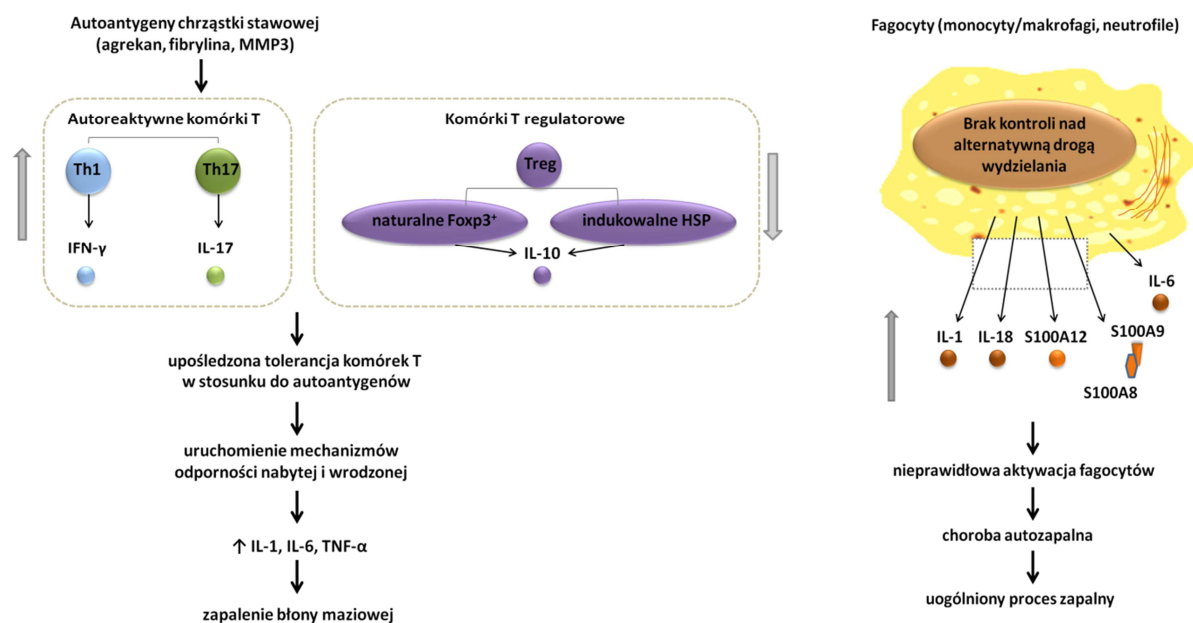 Autoantygeny chrząstki stawowej
(agrekan, fibrylina, MMP3)
Autoreaktywne komórki T
Th1
Th17
IFN-γ
IL-17
Komórki T regulatorowe
Treg
naturalne Foxp3⁺
indukowalne HSP
IL-10
upośledzona tolerancja komórek T
w stosunku do autoantygenów
uruchomienie mechanizmów
odporności nabytej i wrodzonej
↑ IL-1, IL-6, TNF-α
zapalenie błony maziowej
Fagocyty (monocyty/makrofagi, neutrofile)
Brak kontroli nad
alternatywną drogą
wydzielania
IL-6
IL-1
IL-18
S100A12
S100A9
S100A8
nieprawidłowa aktywacja fagocytów
choroba autozapalna
uogólniony proces zapalny